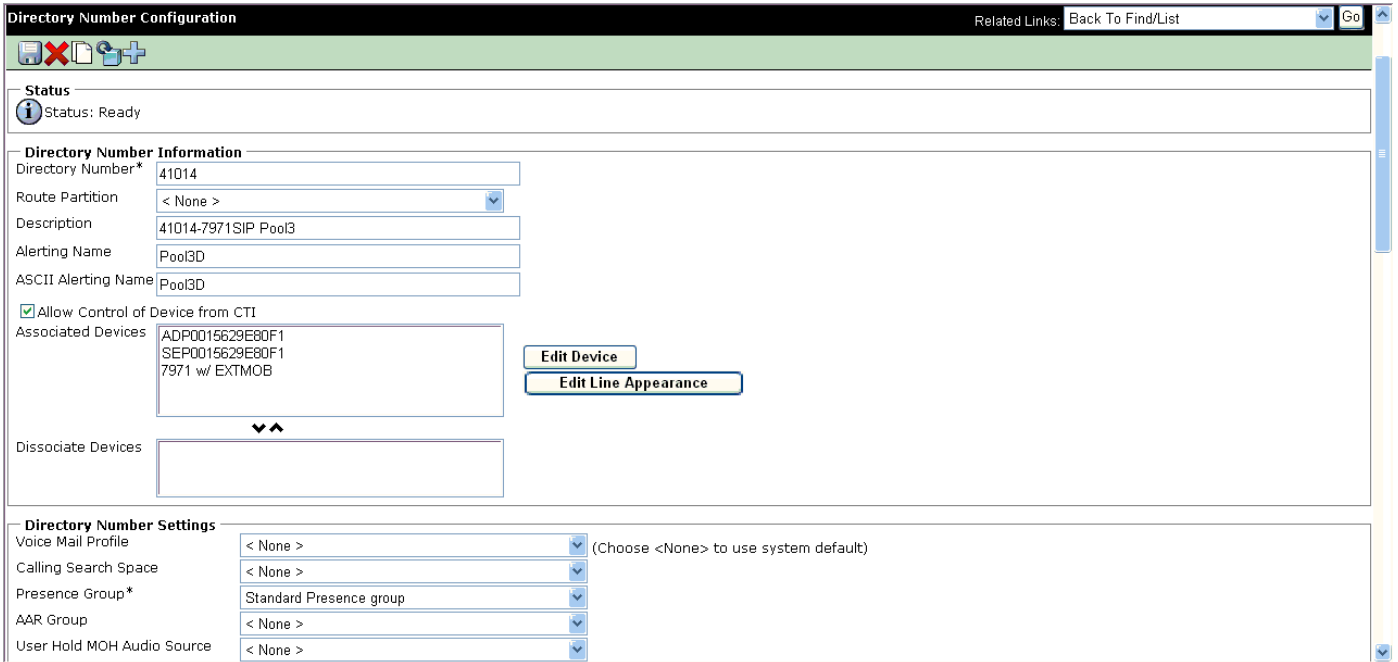 Directory Number Configuration
Related Links: Back To Find/List Go
Status
Status: Ready
Directory Number Information
Directory Number* 41014
Route Partition < None >
Description 41014-7971SIP Pool3
Alerting Name Pool3D
ASCII Alerting Name Pool3D
Allow Control of Device from CTI
Associated Devices ADP0015629E80F1
SEP0015629E80F1
7971 w/ EXTMOB
Edit Device
Edit Line Appearance
Dissociate Devices
Directory Number Settings
Voice Mail Profile < None > (Choose <None> to use system default)
Calling Search Space < None >
Presence Group* Standard Presence group
AAR Group < None >
User Hold MOH Audio Source < None >